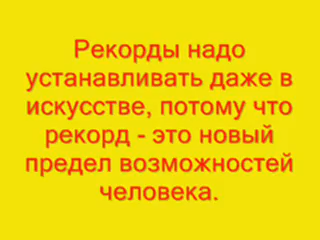 Рекорды надо
устанавливать даже в
искусстве, потому что
рекорд - это новый
предел возможностей
человека.